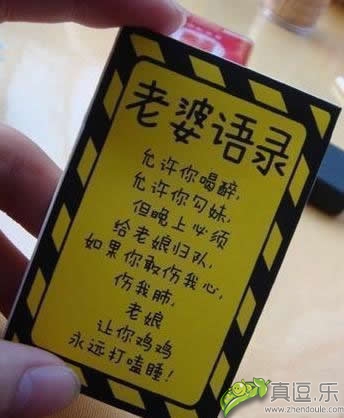 老婆语录
允许你喝醉,
允许你勾妹,
但晚上必须
给老娘归队,
如果你敢伤我心,
伤我肺,
老娘
让你鸡鸡
永远打嗑睡!
真逗.乐
www.zhendoule.com